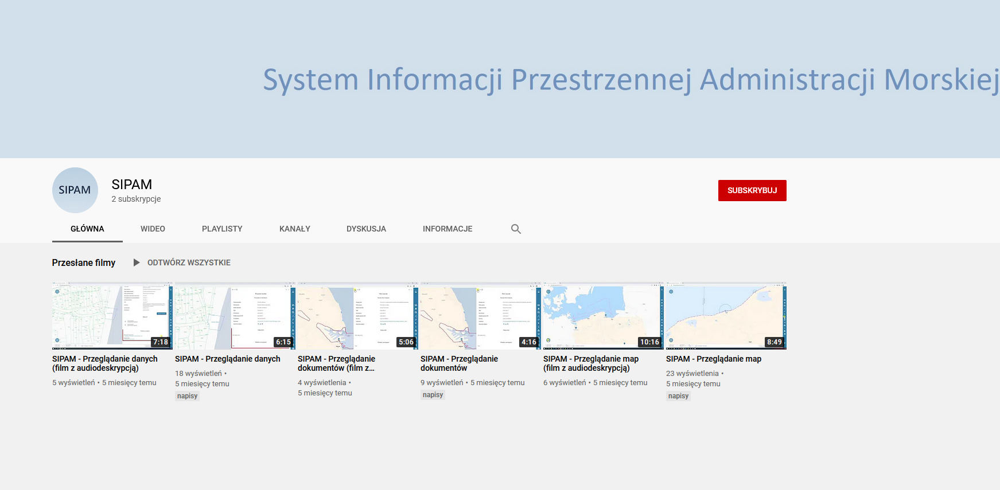 System Informacji Przestrzennej Administracji Morskiej
SIPAM
SIPAM
2 subskrypcje
SUBSKRYBUJ
GŁÓWNA
WIDEO
PLAYLISTY
KANAŁY
DYSKUSJA
INFORMACJE
Przesłane filmy
ODTWÓRZ WSZYSTKIE
7:18
SIPAM - Przeglądanie danych
(film z audiodeskrypcją)
5 wyświetleń • 5 miesięcy temu
6:15
SIPAM - Przeglądanie danych
18 wyświetleń •
5 miesięcy temu
napisy
5:06
SIPAM - Przeglądanie
dokumentów (film z...
4 wyświetlenia •
5 miesięcy temu
4:16
SIPAM - Przeglądanie
dokumentów
9 wyświetleń • 5 miesięcy temu
napisy
10:16
SIPAM - Przeglądanie map
(film z audiodeskrypcją)
6 wyświetleń • 5 miesięcy temu
8:49
SIPAM - Przeglądanie map
23 wyświetlenia •
5 miesięcy temu
napisy